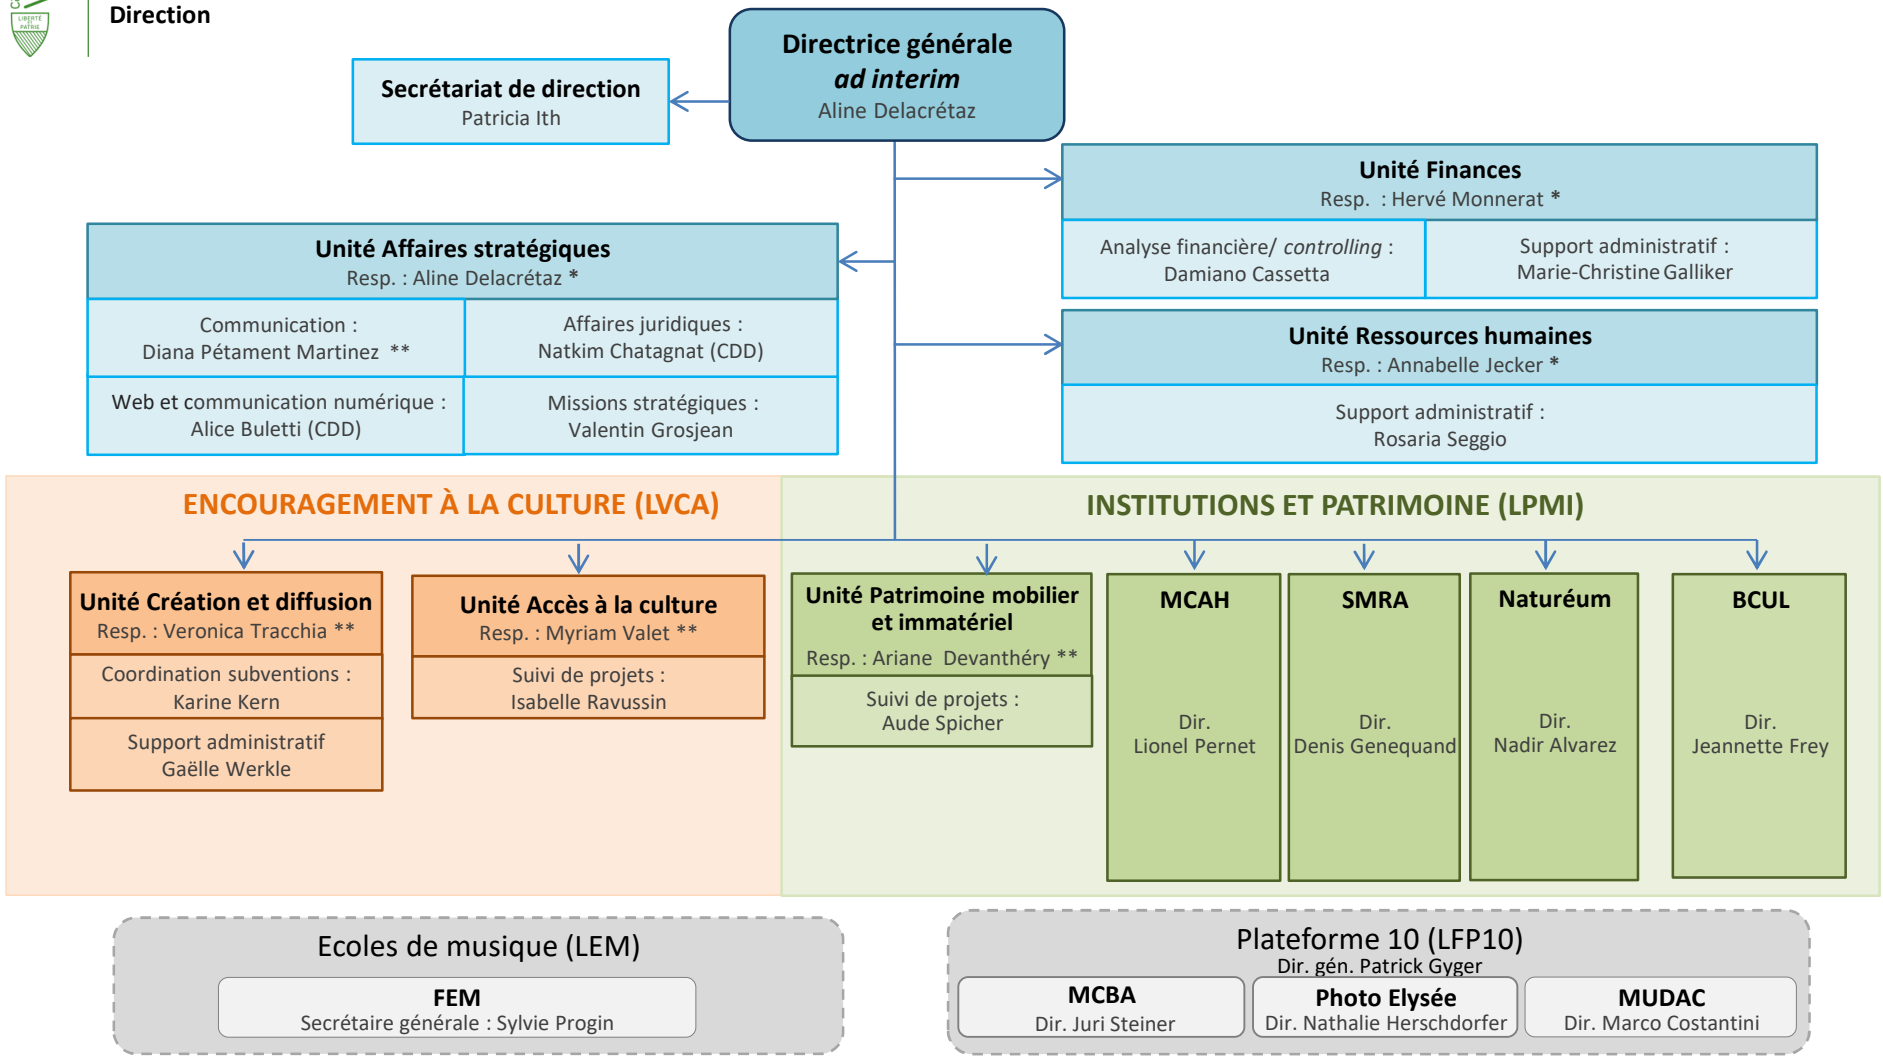 LIBERTÉ
ET
PATRIE
Direction
Directrice générale
ad interim
Aline Delacrétaz
Secrétariat de direction
Patricia Ith
Unité Finances
Resp.  : Hervé Monnerat *
Analyse financière/ controlling :
Damiano Cassetta
Support administratif :
Marie-Christine Galliker
Unité Affaires stratégiques
Resp. : Aline Delacrétaz *
Communication :
Diana Pétament Martinez  **
Affaires juridiques :
Natkim Chatagnat (CDD)
Web et communication numérique :
Alice Buletti (CDD)
Missions stratégiques :
Valentin Grosjean
Unité Ressources humaines
Resp. : Annabelle Jecker *
Support administratif :
Rosaria Seggio
ENCOURAGEMENT À LA CULTURE (LVCA)
INSTITUTIONS ET PATRIMOINE (LPMI)
Unité Création et diffusion
Resp. : Veronica Tracchia **
Coordination subventions :
Karine Kern
Support administratif
Gaëlle Werkle
Unité Accès à la culture
Resp. : Myriam Valet **
Suivi de projets :
Isabelle Ravussin
Unité Patrimoine mobilier
et immatériel
Resp. : Ariane  Devanthéry **
Suivi de projets :
Aude Spicher
MCAH
Dir.
Lionel Pernet
SMRA
Dir.
Denis Genequand
Naturéum
Dir.
Nadir Alvarez
BCUL
Dir.
Jeannette Frey
Ecoles de musique (LEM)
FEM
Secrétaire générale : Sylvie Progin
Plateforme 10 (LFP10)
Dir. gén. Patrick Gyger
MCBA
Dir. Juri Steiner
Photo Elysée
Dir. Nathalie Herschdorfer
MUDAC
Dir. Marco Costantini